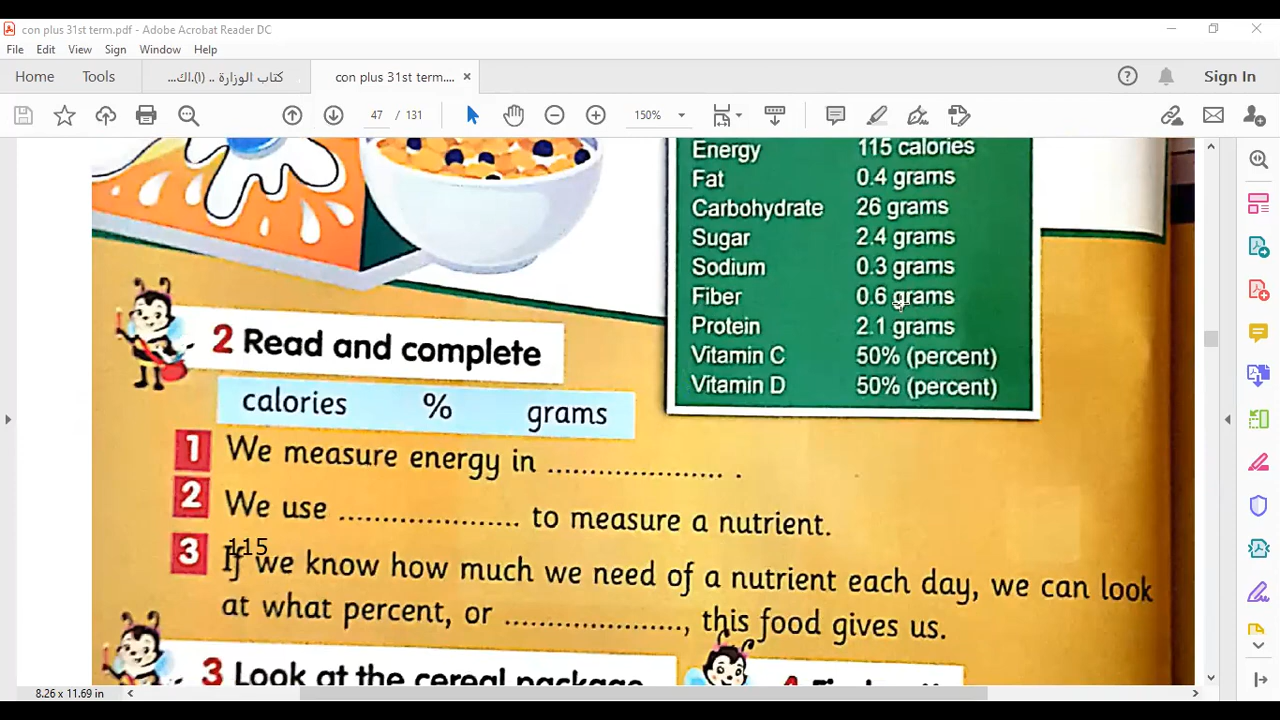 con plus 31st term.pdf - Adobe Acrobat Reader DC
File Edit View Sign Window Help
Home Tools كتاب الوزارة .. (١).اك... con plus 31st term.... × Sign In
47 / 131 150%
Energy 115 calories
Fat 0.4 grams
Carbohydrate 26 grams
Sugar 2.4 grams
Sodium 0.3 grams
Fiber 0.6 grams
Protein 2.1 grams
Vitamin C 50% (percent)
Vitamin D 50% (percent)
2 Read and complete
calories % grams
1 We measure energy in .................... .
2 We use ..................... to measure a nutrient.
115
3 If we know how much we need of a nutrient each day, we can look
at what percent, or ...................., this food gives us.
3 Look at the cereal package
8.26 x 11.69 in